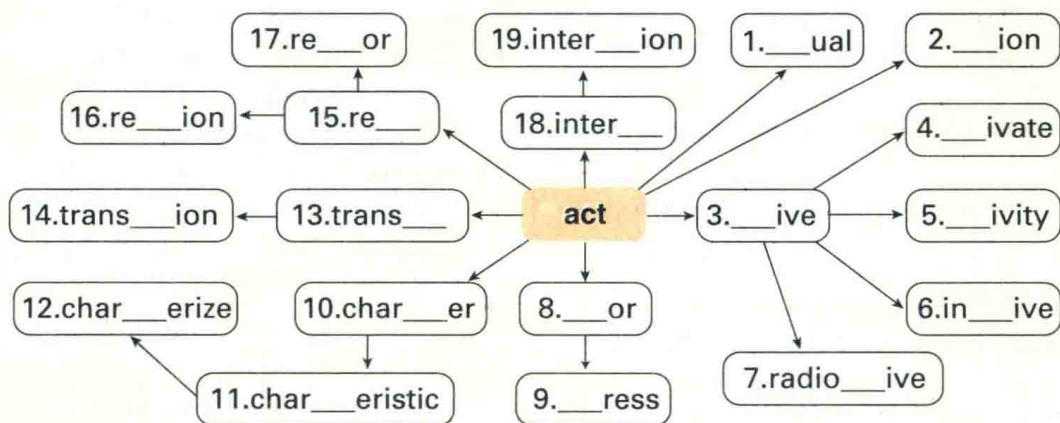 17.re___or
19.inter___ion
1.___ual
2.___ion
16.re___ion
15.re___
18.inter___
4.___ivate
14.trans___ion
13.trans___
act
3.___ive
5.___ivity
12.char___erize
10.char___er
8.___or
6.in___ive
11.char___eristic
9.___ress
7.radio___ive